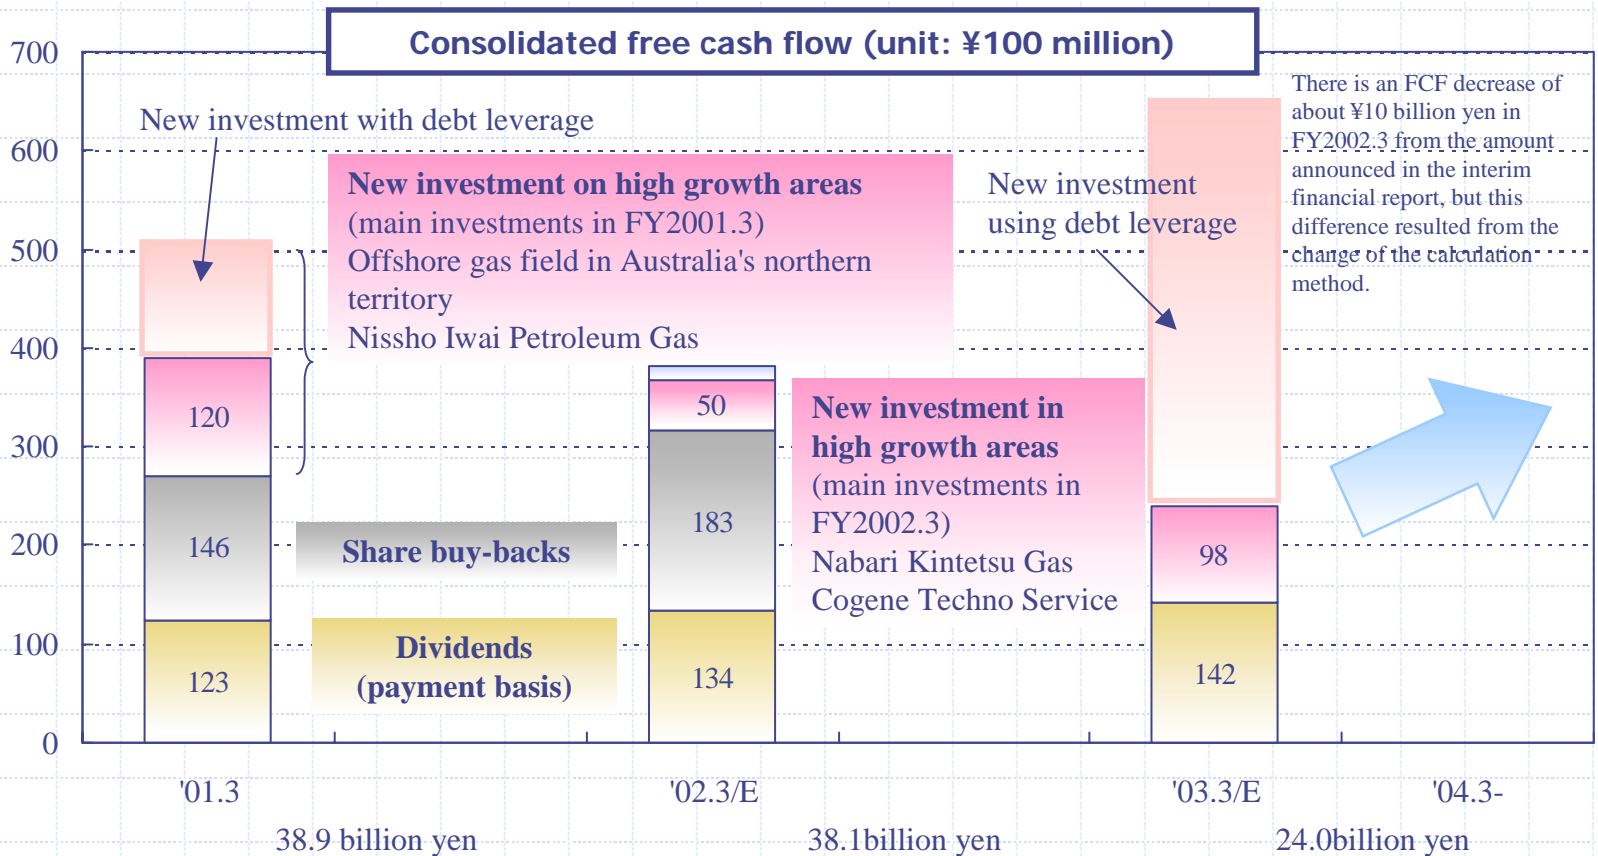 Consolidated free cash flow (unit: ¥100 million)
700
600
500
400
300
200
100
0
New investment with debt leverage
New investment on high growth areas
(main investments in FY2001.3)
Offshore gas field in Australia's northern
territory
Nissho Iwai Petroleum Gas
New investment
using debt leverage
There is an FCF decrease of
about ¥10 billion yen in
FY2002.3 from the amount
announced in the interim
financial report, but this
difference resulted from the
change of the calculation
method.
120
146
123
Share buy-backs
Dividends
(payment basis)
50
183
134
New investment in
high growth areas
(main investments in
FY2002.3)
Nabari Kintetsu Gas
Cogene Techno Service
98
142
'01.3
'02.3/E
'03.3/E
'04.3-
38.9 billion yen
38.1billion yen
24.0billion yen